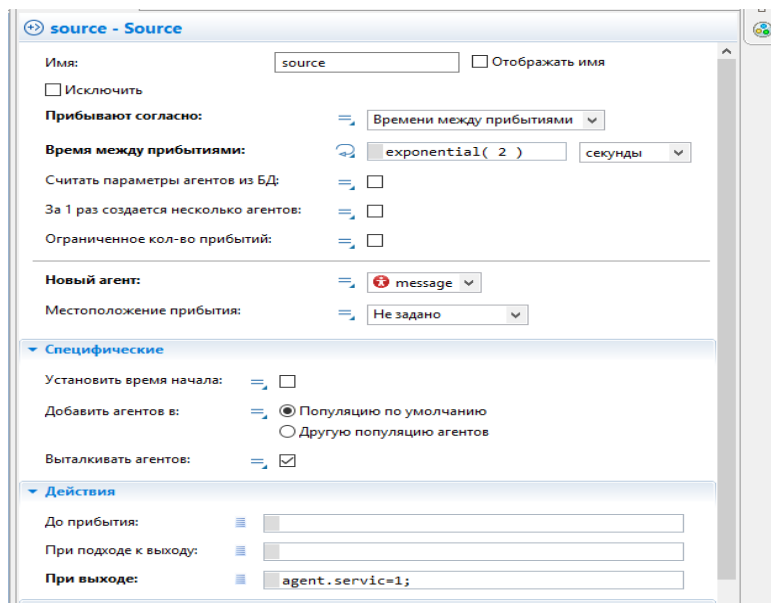 source - Source
Имя: source Отображать имя
Исключить
Прибывают согласно: Времени между прибытиями
Время между прибытиями: exponential( 2 ) секунды
Считать параметры агентов из БД:
За 1 раз создается несколько агентов:
Ограниченное кол-во прибытий:
Новый агент: message
Местоположение прибытия: Не задано
Специфические
Установить время начала:
Добавить агентов в: Популяцию по умолчанию
Другую популяцию агентов
Выталкивать агентов:
Действия
До прибытия:
При подходе к выходу:
При выходе: agent.servic=1;